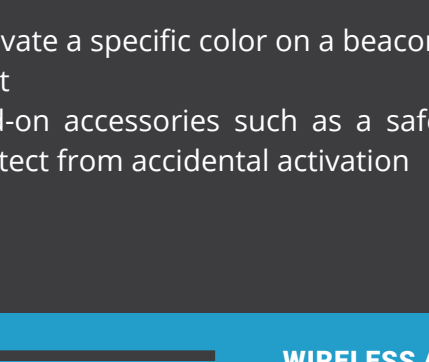 vate a specific color on a beacon
t
d-on accessories such as a safe
tect from accidental activation
WIRELESS